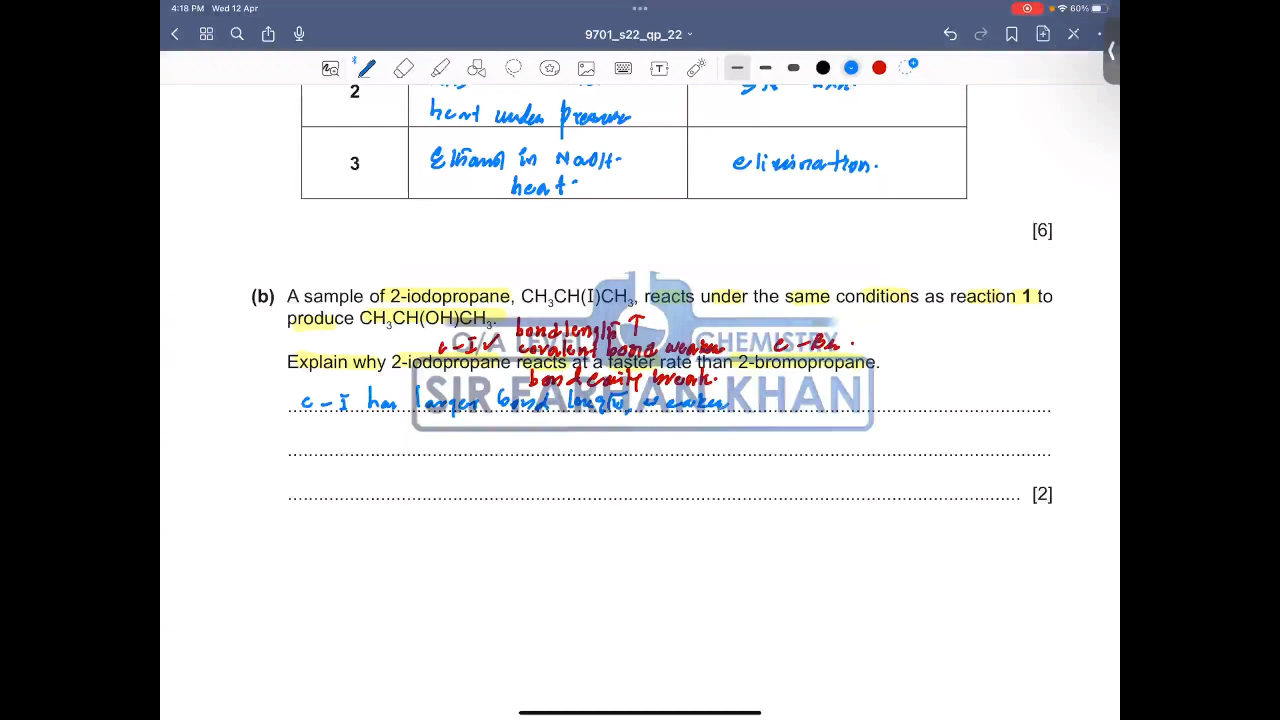 4:18 PM Wed 12 Apr
60%
9701_s22_qp_22
2
heat under pressure
3
Ethanol in NaOH
heat
elimination.
[6]
(b) A sample of 2-iodopropane, CH₃CH(I)CH₃, reacts under the same conditions as reaction 1 to
produce CH₃CH(OH)CH₃.
bond length ↑
O/A LEVEL CHEMISTRY
C-I ✓ covalent bond weaker C-Br.
Explain why 2-iodopropane reacts at a faster rate than 2-bromopropane.
bond easily break.
SIR FARHAN KHAN
C-I has larger bond length, weaker
[2]